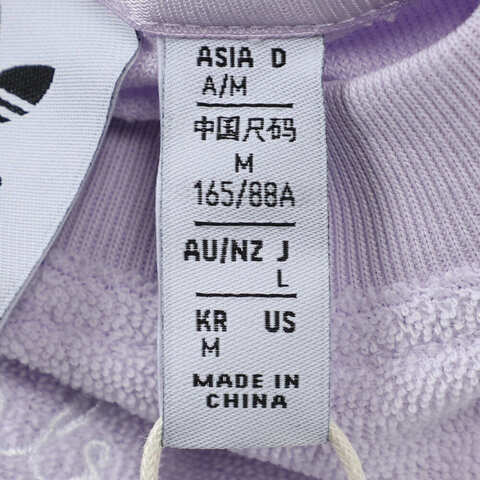 ASIA D
A/M
中国尺码
M
165/88A
AU/NZ J
L
KR US
M
MADE IN
CHINA